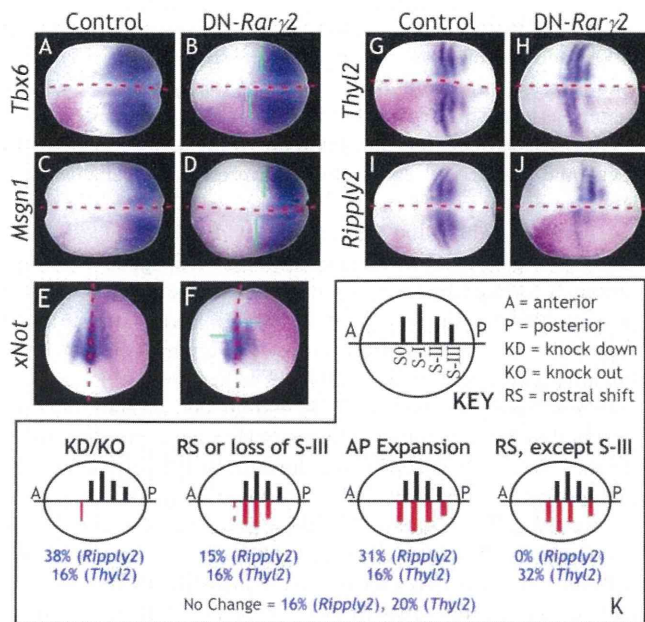 Control DN-Rarγ2 Control DN-Rarγ2
A B G H
Tbx6 Thyl2
C D I J
Msgn1 Ripply2
E F
xNot
A P
S0 S-I S-II S-III
KEY
A = anterior
P = posterior
KD = knock down
KO = knock out
RS = rostral shift
KD/KO RS or loss of S-III AP Expansion RS, except S-III
A P A P A P A P
38% (Ripply2) 15% (Ripply2) 31% (Ripply2) 0% (Ripply2)
16% (Thyl2) 16% (Thyl2) 16% (Thyl2) 32% (Thyl2)
No Change = 16% (Ripply2), 20% (Thyl2) K